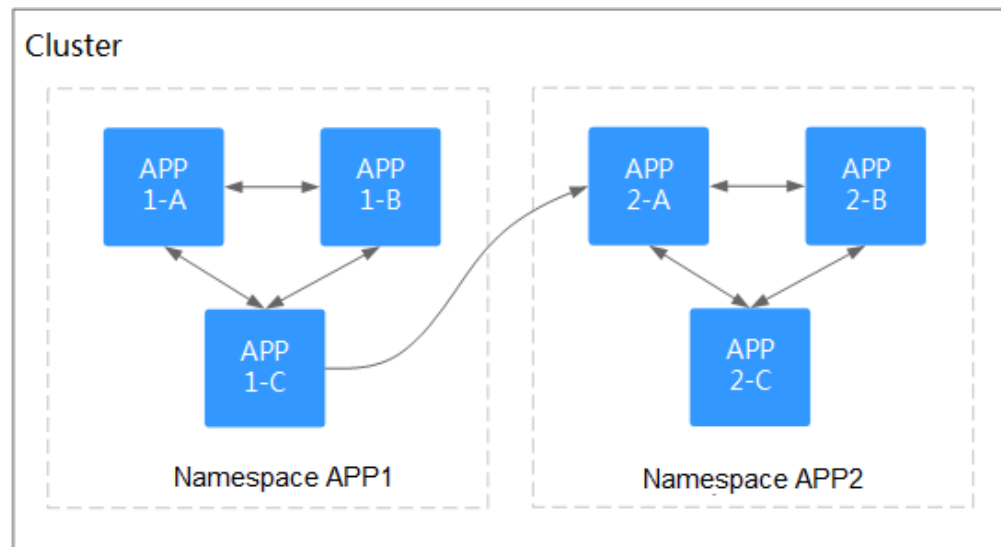 Cluster
APP
1-A
APP
1-B
APP
2-A
APP
2-B
APP
1-C
APP
2-C
Namespace APP1
Namespace APP2